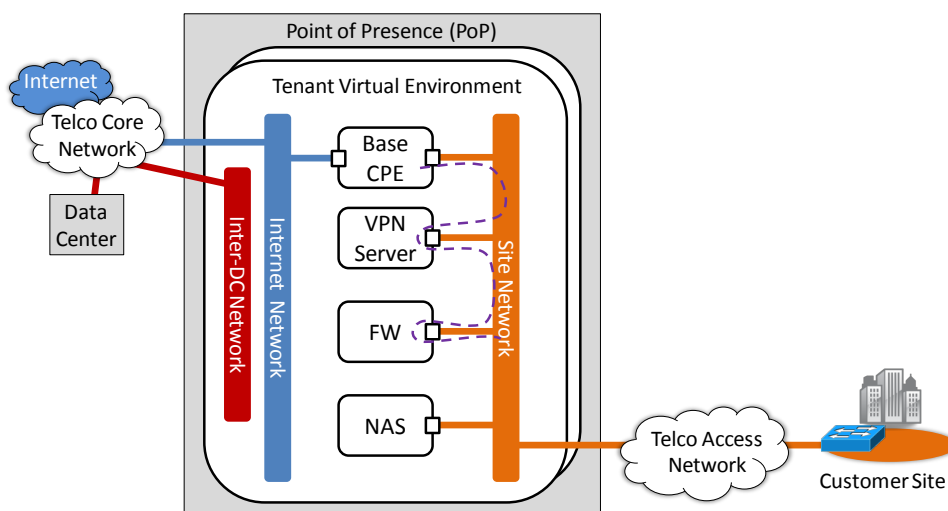 Point of Presence (PoP)
Tenant Virtual Environment
Internet
Telco Core
Network
Data
Center
Inter-DC Network
Internet Network
Base
CPE
VPN
Server
FW
NAS
Site Network
Telco Access
Network
Customer Site